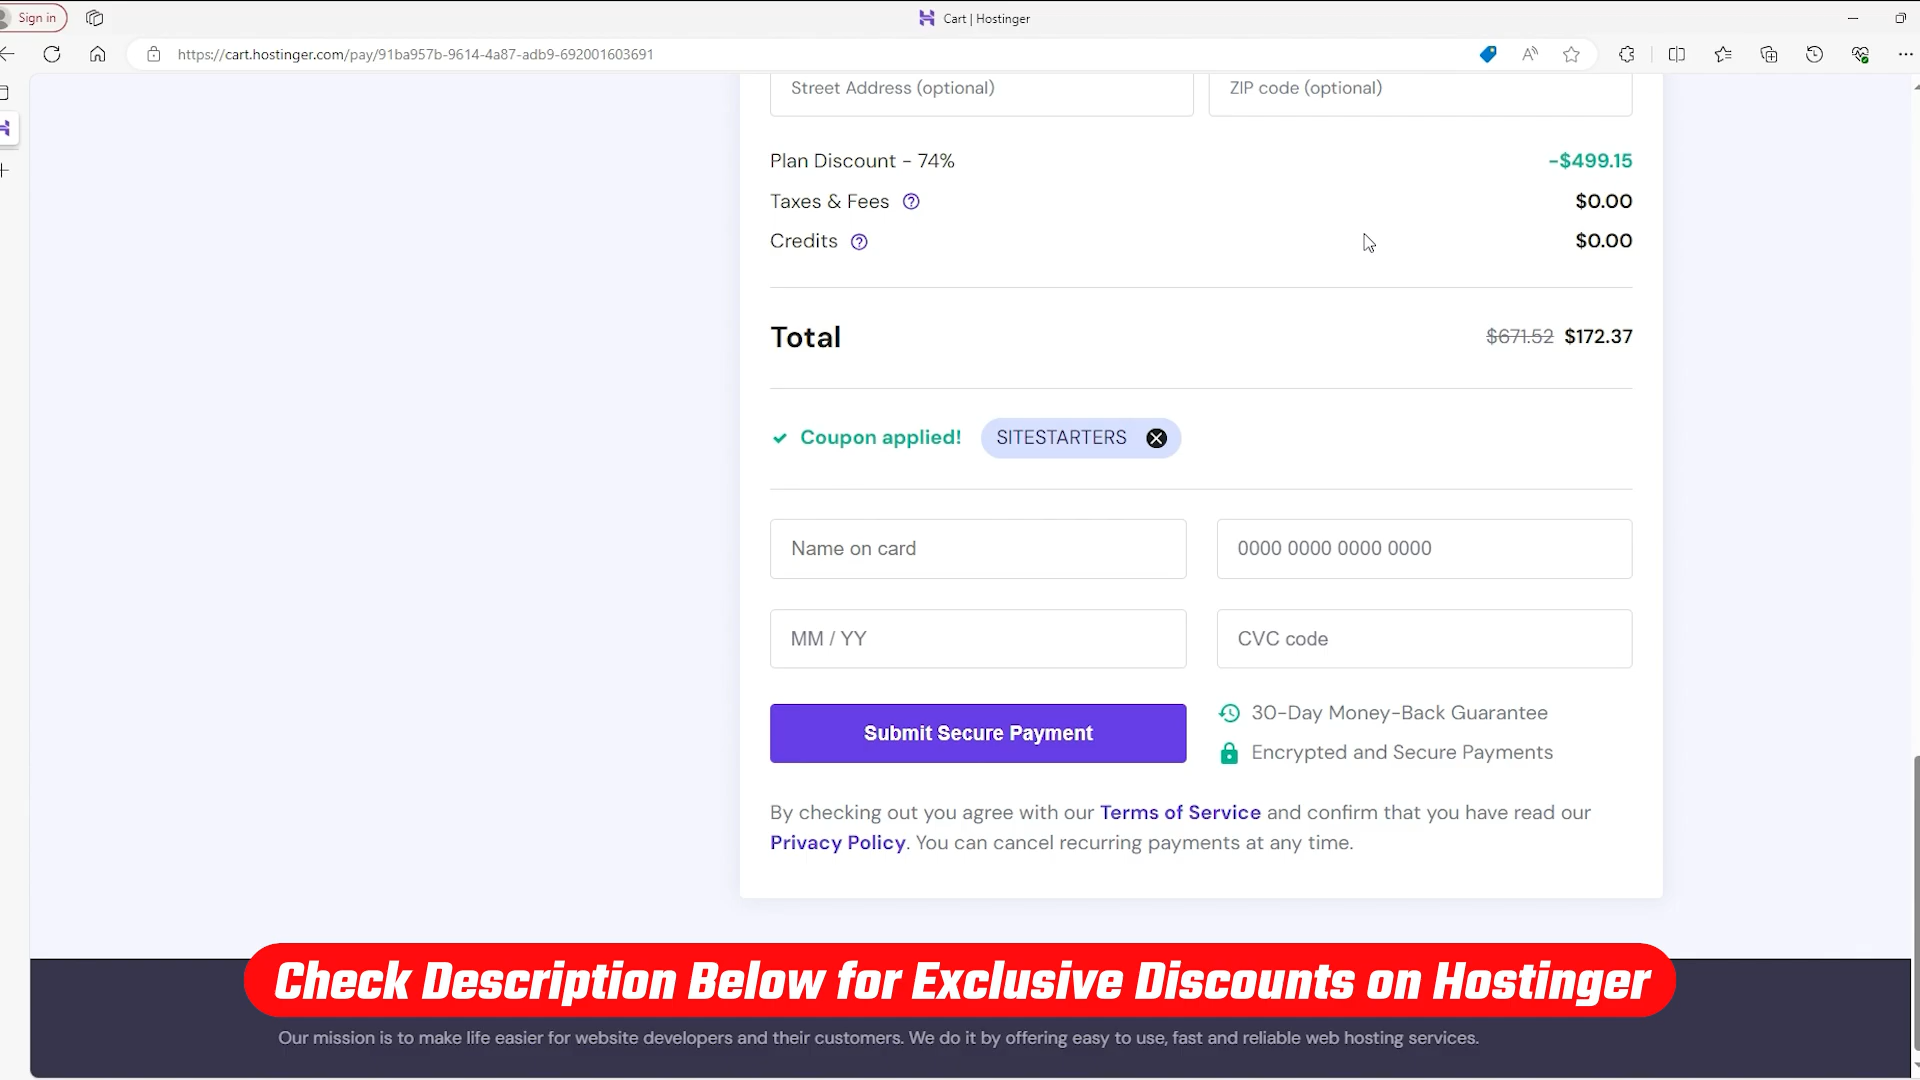 Sign in
Cart | Hostinger
https://cart.hostinger.com/pay/91ba957b-9614-4a87-adb9-692001603691
Street Address (optional)
ZIP code (optional)
Plan Discount - 74%
-$499.15
Taxes & Fees
$0.00
Credits
$0.00
Total
$671.52 $172.37
Coupon applied!
SITESTARTERS
Name on card
0000 0000 0000 0000
MM / YY
CVC code
Submit Secure Payment
30-Day Money-Back Guarantee
Encrypted and Secure Payments
By checking out you agree with our Terms of Service and confirm that you have read our
Privacy Policy. You can cancel recurring payments at any time.
Check Description Below for Exclusive Discounts on Hostinger
Our mission is to make life easier for website developers and their customers. We do it by offering easy to use, fast and reliable web hosting services.